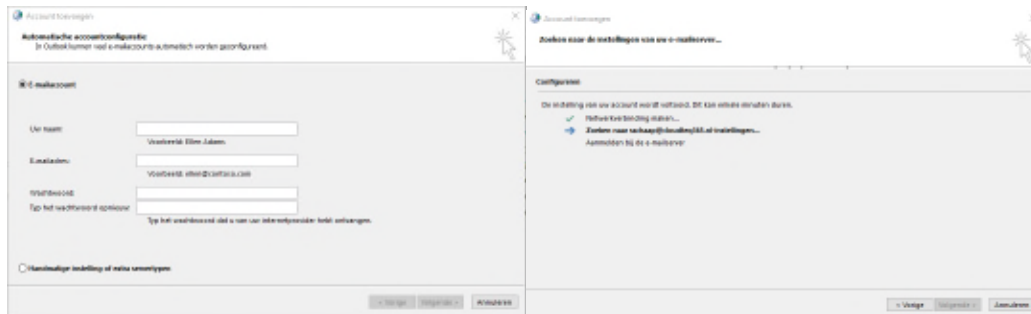 Account toevoegen
Automatische accountconfiguratie
In Outlook kunnen veel e-mailaccounts automatisch worden geconfigureerd.
E-mailaccount
Uw naam:
Voorbeeld: Ellen Adams
E-mailadres:
Voorbeeld: ellen@contoso.com
Wachtwoord:
Typ het wachtwoord opnieuw:
Typ het wachtwoord dat u van uw internetprovider hebt ontvangen.
Handmatige instelling of extra servertypen
< Vorige
Volgende >
Annuleren
Account toevoegen
Zoeken naar de instellingen van uw e-mailserver...
Configureren
De instelling van uw account wordt voltooid. Dit kan enkele minuten duren.
Netwerkverbinding maken...
Zoeken naar
Aanmelden bij de e-mailserver
< Vorige
Volgende >
Annuleren